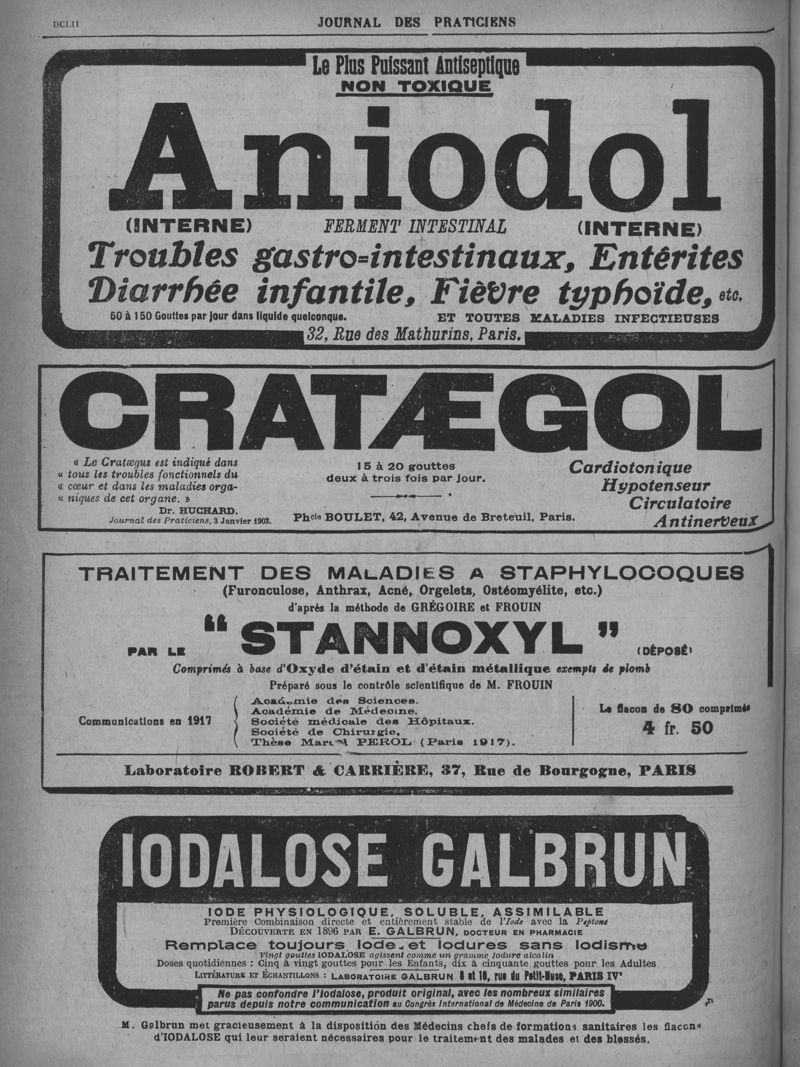 DCLII
JOURNAL DES PRATICIENS
Le Plus Puissant Antiseptique
NON TOXIQUE
Aniodol
(INTERNE) FERMENT INTESTINAL (INTERNE)
Troubles gastro=intestinaux, Entérites
Diarrhée infantile, Fièvre typhoïde, etc.
50 à 150 Gouttes par jour dans liquide quelconque. ET TOUTES MALADIES INFECTIEUSES
32, Rue des Mathurins, Paris.
CRATÆGOL
« Le Cratægus est indiqué dans
« tous les troubles fonctionnels du
« cœur et dans les maladies orga-
« niques de cet organe. »
Dr. HUCHARD.
Journal des Praticiens, 3 Janvier 1903.
15 à 20 gouttes
deux à trois fois par jour.
Phcie BOULET, 42, Avenue de Breteuil, Paris.
Cardiotonique
Hypotenseur
Circulatoire
Antinerveux
TRAITEMENT DES MALADIES A STAPHYLOCOQUES
(Furonculose, Anthrax, Acné, Orgelets, Ostéomyélite, etc.)
d'après la méthode de GRÉGOIRE et FROUIN
PAR LE " STANNOXYL " (DÉPOSÉ)
Comprimés à base d'Oxyde d'étain et d'étain métallique exempts de plomb
Préparé sous le contrôle scientifique de M. FROUIN
Communications en 1917
Académie des Sciences.
Académie de Médecine.
Société médicale des Hôpitaux.
Société de Chirurgie,
Thèse Marcel PEROL (Paris 1917).
Le flacon de 80 comprimés
4 fr. 50
Laboratoire ROBERT & CARRIÈRE, 37, Rue de Bourgogne, PARIS
IODALOSE GALBRUN
IODE PHYSIOLOGIQUE, SOLUBLE, ASSIMILABLE
Première Combinaison directe et entièrement stable de l'Iode avec la Peptone
DÉCOUVERTE EN 1896 PAR E. GALBRUN, DOCTEUR EN PHARMACIE
Remplace toujours Iode et Iodures sans Iodisme
Vingt gouttes IODALOSE agissent comme un gramme Iodure alcalin
Doses quotidiennes : Cinq à vingt gouttes pour les Enfants, dix à cinquante gouttes pour les Adultes
LITTÉRATURE ET ÉCHANTILLONS : LABORATOIRE GALBRUN 8 et 10, rue du Petit-Musc, PARIS IVe
Ne pas confondre l'Iodalose, produit original, avec les nombreux similaires
parus depuis notre communication au Congrès International de Médecine de Paris 1900.
M. Galbrun met gracieusement à la disposition des Médecins chefs de formations sanitaires les flacons
d'IODALOSE qui leur seraient nécessaires pour le traitement des malades et des blessés.